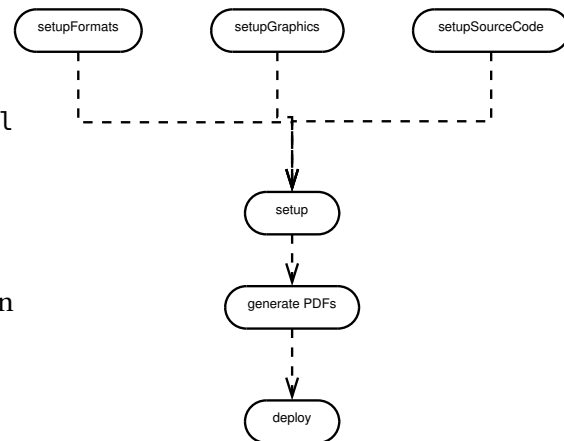 setupFormats setupGraphics setupSourceCode
l
setup
n
generate PDFs
deploy